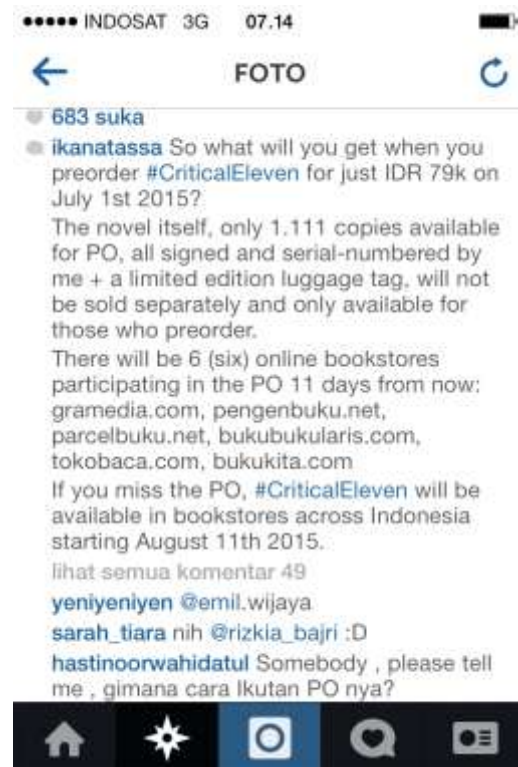 INDOSAT 3G 07.14
FOTO
683 suka
ikanatassa So what will you get when you
preorder #CriticalEleven for just IDR 79k on
July 1st 2015?
The novel itself, only 1.111 copies available
for PO, all signed and serial-numbered by
me + a limited edition luggage tag, will not
be sold separately and only available for
those who preorder.
There will be 6 (six) online bookstores
participating in the PO 11 days from now:
gramedia.com, pengenbuku.net,
parcelbuku.net, bukubukularis.com,
tokobaca.com, bukukita.com
If you miss the PO, #CriticalEleven will be
available in bookstores across Indonesia
starting August 11th 2015.
lihat semua komentar 49
yeniyeniyen @emil.wijaya
sarah_tiara nih @rizkia_bajri :D
hastinoorwahidatul Somebody , please tell
me , gimana cara Ikutan PO nya?